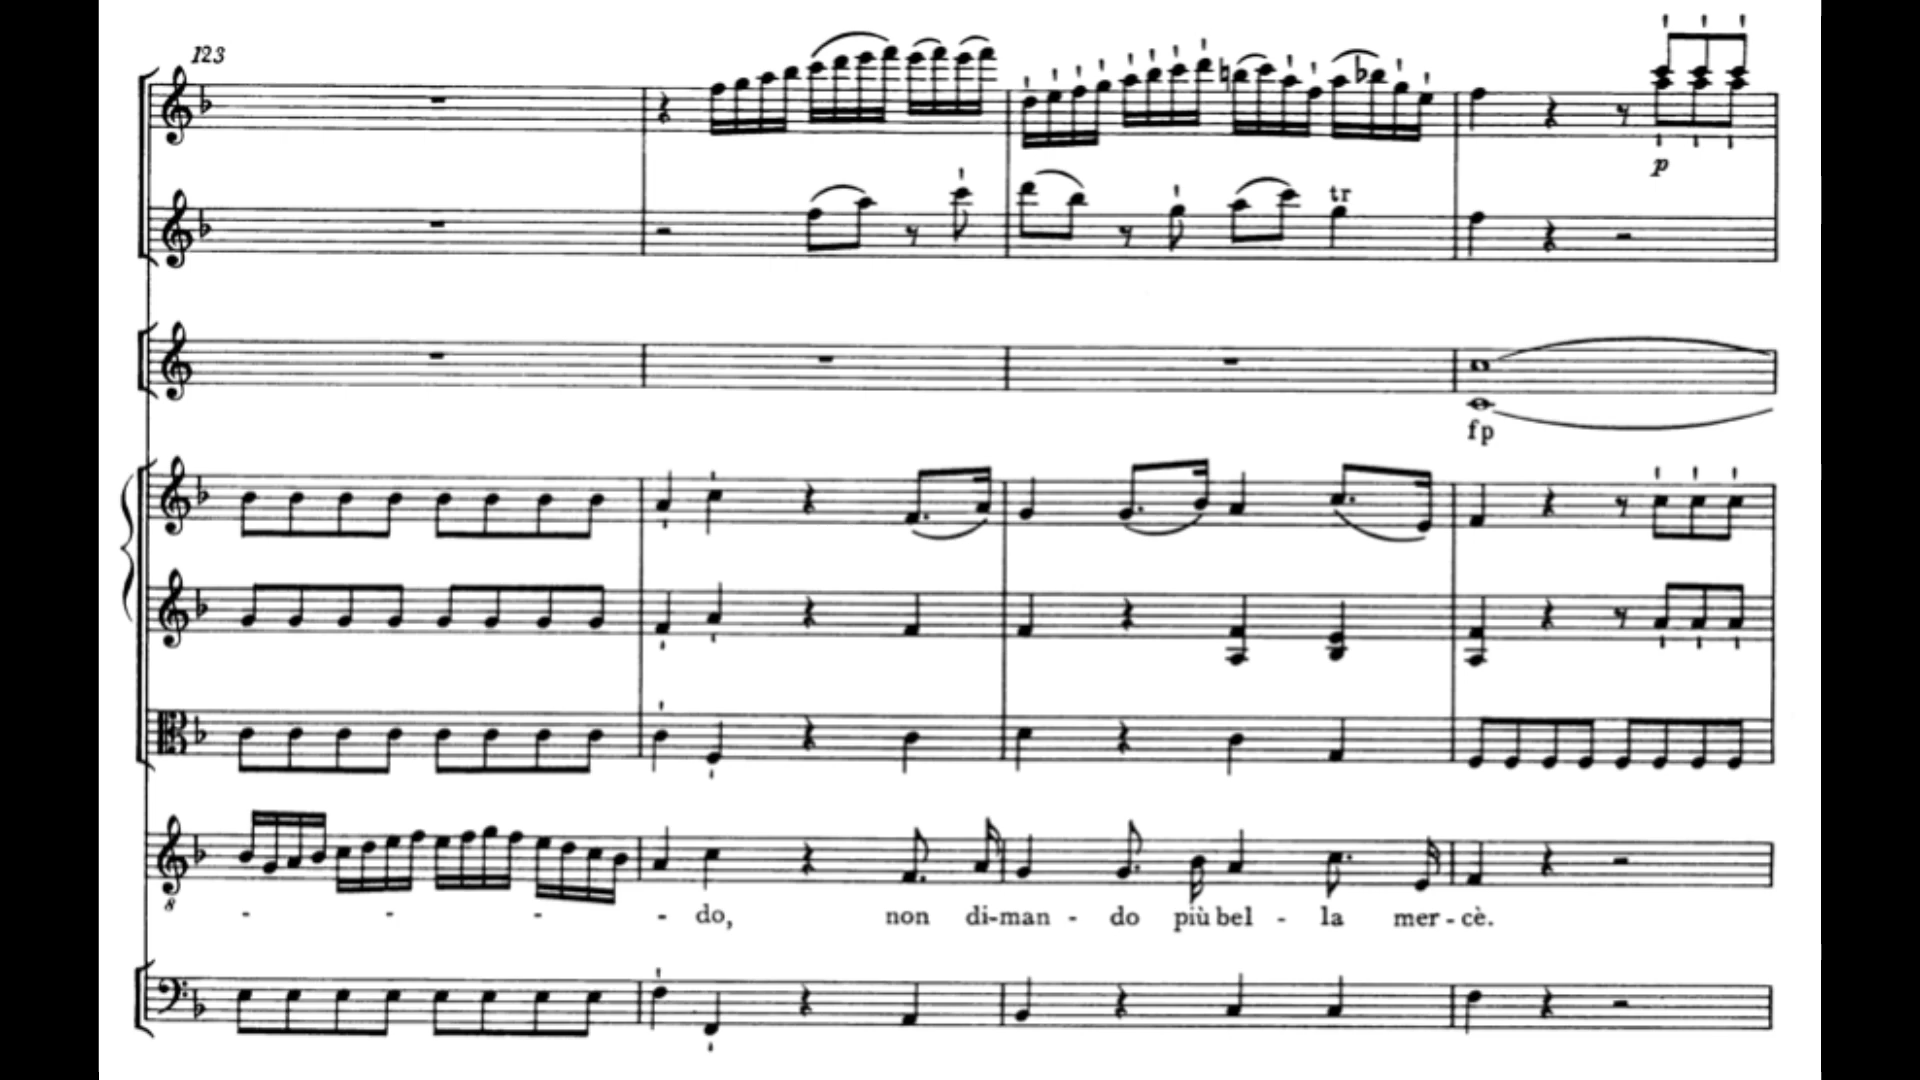 123
p
tr
fp
8
- - - - do, non di-man - do più bel - la mer - cè.